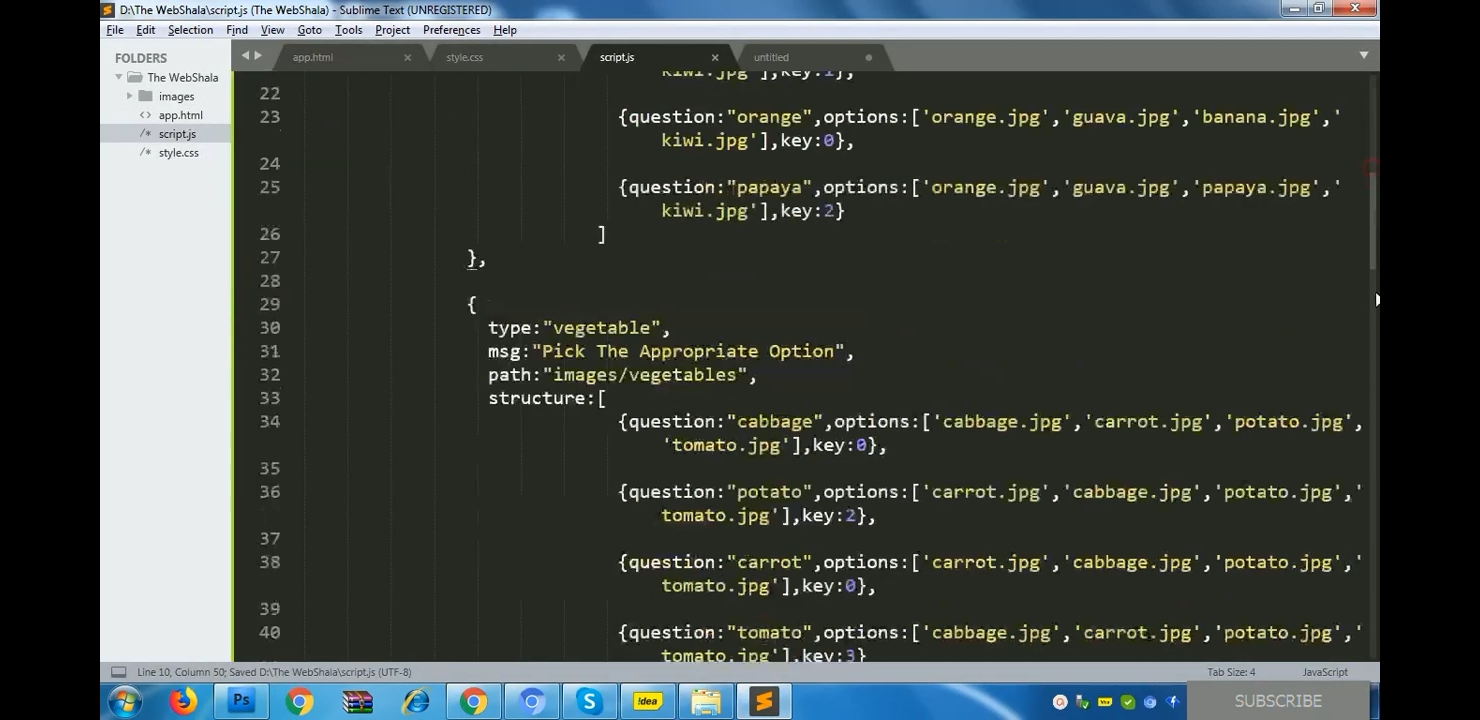 D:\The WebShala\script.js (The WebShala) - Sublime Text (UNREGISTERED)
File Edit Selection Find View Goto Tools Project Preferences Help
FOLDERS
The WebShala
images
app.html
script.js
style.css
app.html style.css script.js untitled
kiwi.jpg'],key:1},
22
23 {question:"orange",options:['orange.jpg','guava.jpg','banana.jpg','
kiwi.jpg'],key:0},
24
25 {question:"papaya",options:['orange.jpg','guava.jpg','papaya.jpg','
kiwi.jpg'],key:2}
26 ]
27 },
28
29 {
30 type:"vegetable",
31 msg:"Pick The Appropriate Option",
32 path:"images/vegetables",
33 structure:[
34 {question:"cabbage",options:['cabbage.jpg','carrot.jpg','potato.jpg',
'tomato.jpg'],key:0},
35
36 {question:"potato",options:['carrot.jpg','cabbage.jpg','potato.jpg','
tomato.jpg'],key:2},
37
38 {question:"carrot",options:['carrot.jpg','cabbage.jpg','potato.jpg','
tomato.jpg'],key:0},
39
40 {question:"tomato",options:['cabbage.jpg','carrot.jpg','potato.jpg','
tomato.jpg'],key:3}
Line 10, Column 50; Saved D:\The WebShala\script.js (UTF-8) Tab Size: 4 JavaScript
Ps S !dea SUBSCRIBE